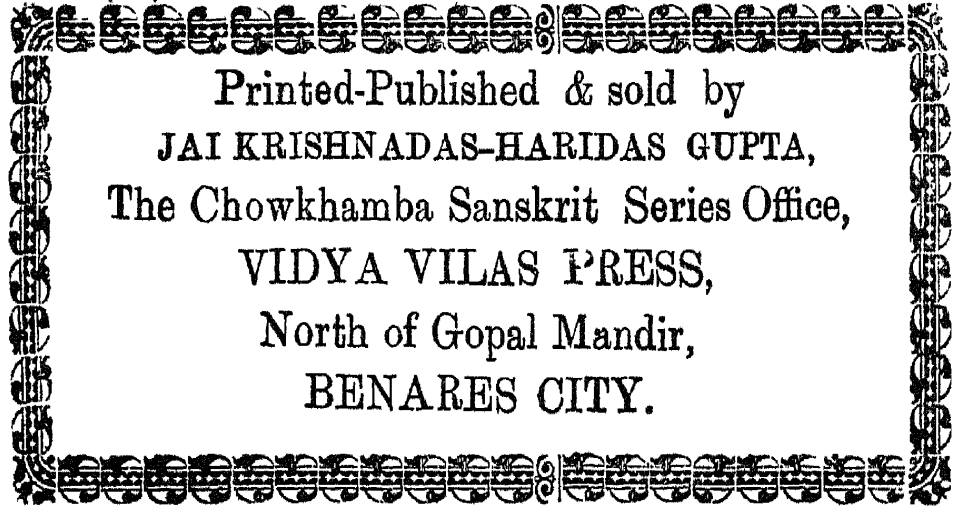 Printed-Published & sold by
JAI KRISHNADAS-HARIDAS GUPTA,
The Chowkhamba Sanskrit Series Office,
VIDYA VILAS PRESS,
North of Gopal Mandir,
BENARES CITY.